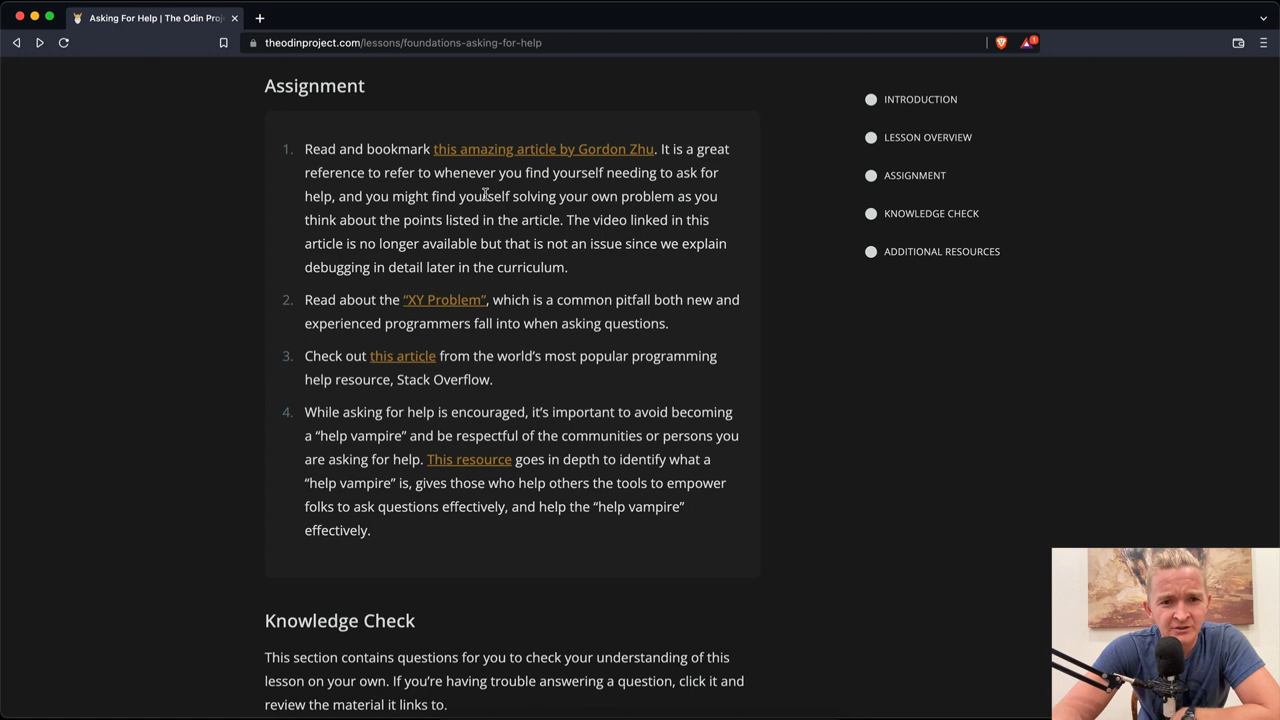 Asking For Help | The Odin Proj
theodinproject.com/lessons/foundations-asking-for-help
1
Assignment
1. Read and bookmark this amazing article by Gordon Zhu. It is a great
reference to refer to whenever you find yourself needing to ask for
help, and you might find yourself solving your own problem as you
think about the points listed in the article. The video linked in this
article is no longer available but that is not an issue since we explain
debugging in detail later in the curriculum.
2. Read about the “XY Problem”, which is a common pitfall both new and
experienced programmers fall into when asking questions.
3. Check out this article from the world’s most popular programming
help resource, Stack Overflow.
4. While asking for help is encouraged, it’s important to avoid becoming
a “help vampire” and be respectful of the communities or persons you
are asking for help. This resource goes in depth to identify what a
“help vampire” is, gives those who help others the tools to empower
folks to ask questions effectively, and help the “help vampire”
effectively.
Knowledge Check
This section contains questions for you to check your understanding of this
lesson on your own. If you’re having trouble answering a question, click it and
review the material it links to.
INTRODUCTION
LESSON OVERVIEW
ASSIGNMENT
KNOWLEDGE CHECK
ADDITIONAL RESOURCES